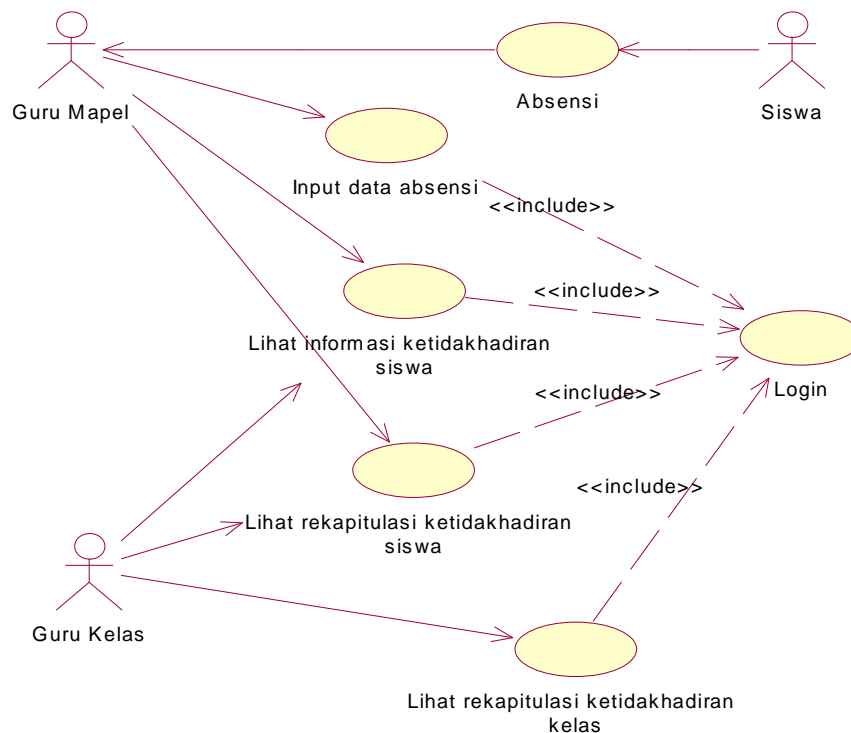 Absensi
Guru Mapel
Siswa
Input data absensi
<<include>>
<<include>>
Lihat informasi ketidakhadiran
siswa
Login
<<include>>
<<include>>
Lihat rekapitulasi ketidakhadiran
siswa
Guru Kelas
Lihat rekapitulasi ketidakhadiran
kelas